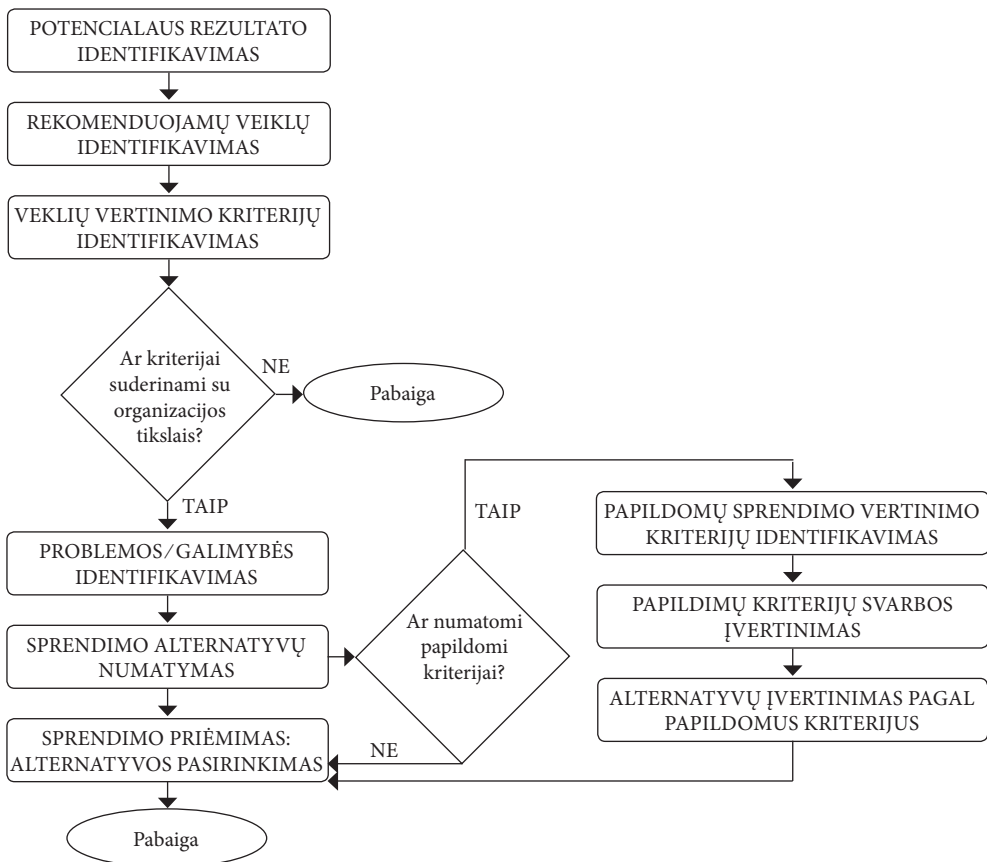 POTENCIALAUS REZULTATO
IDENTIFIKAVIMAS
REKOMENDUOJAMŲ VEIKLŲ
IDENTIFIKAVIMAS
VEKLIŲ VERTINIMO KRITERIJŲ
IDENTIFIKAVIMAS
Ar kriterijai
suderinami su
organizacijos
tikslais?
NE
Pabaiga
TAIP
PROBLEMOS/GALIMYBĖS
IDENTIFIKAVIMAS
SPRENDIMO ALTERNATYVŲ
NUMATYMAS
Ar numatomi
papildomi
kriterijai?
TAIP
PAPILDOMŲ SPRENDIMO VERTINIMO
KRITERIJŲ IDENTIFIKAVIMAS
PAPILDIMŲ KRITERIJŲ SVARBOS
ĮVERTINIMAS
ALTERNATYVŲ ĮVERTINIMAS PAGAL
PAPILDOMUS KRITERIJUS
NE
SPRENDIMO PRIĖMIMAS:
ALTERNATYVOS PASIRINKIMAS
Pabaiga